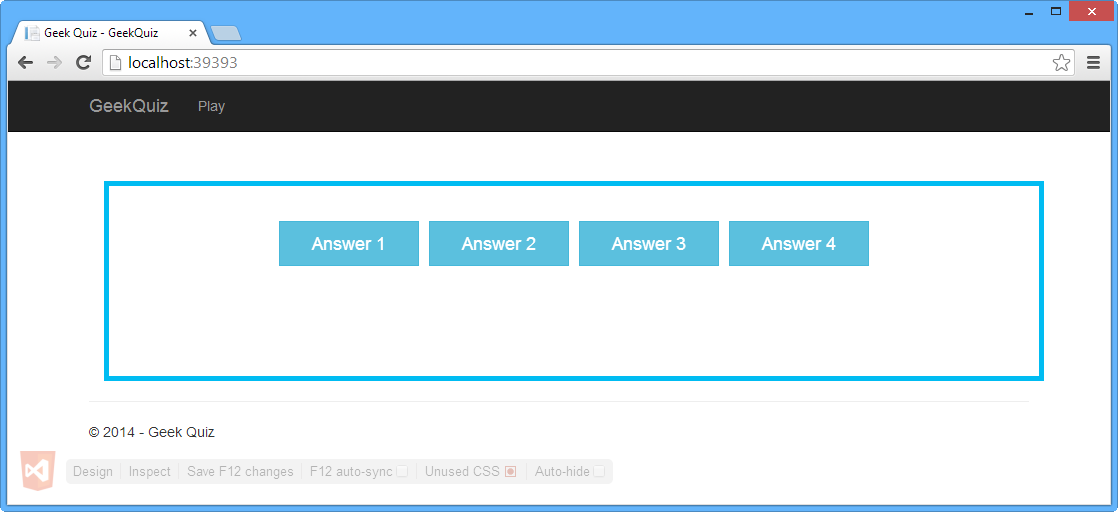 Geek Quiz - GeekQuiz
localhost:39393
GeekQuiz Play
Answer 1 Answer 2 Answer 3 Answer 4
© 2014 - Geek Quiz
Design Inspect Save F12 changes F12 auto-sync Unused CSS Auto-hide